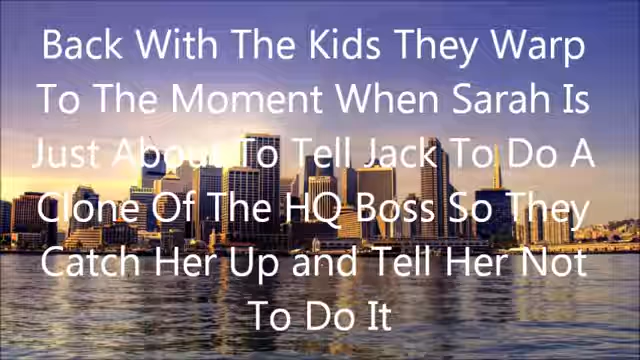 Back With The Kids They Warp
To The Moment When Sarah Is
Just About To Tell Jack To Do A
Clone Of The HQ Boss So They
Catch Her Up and Tell Her Not
To Do It